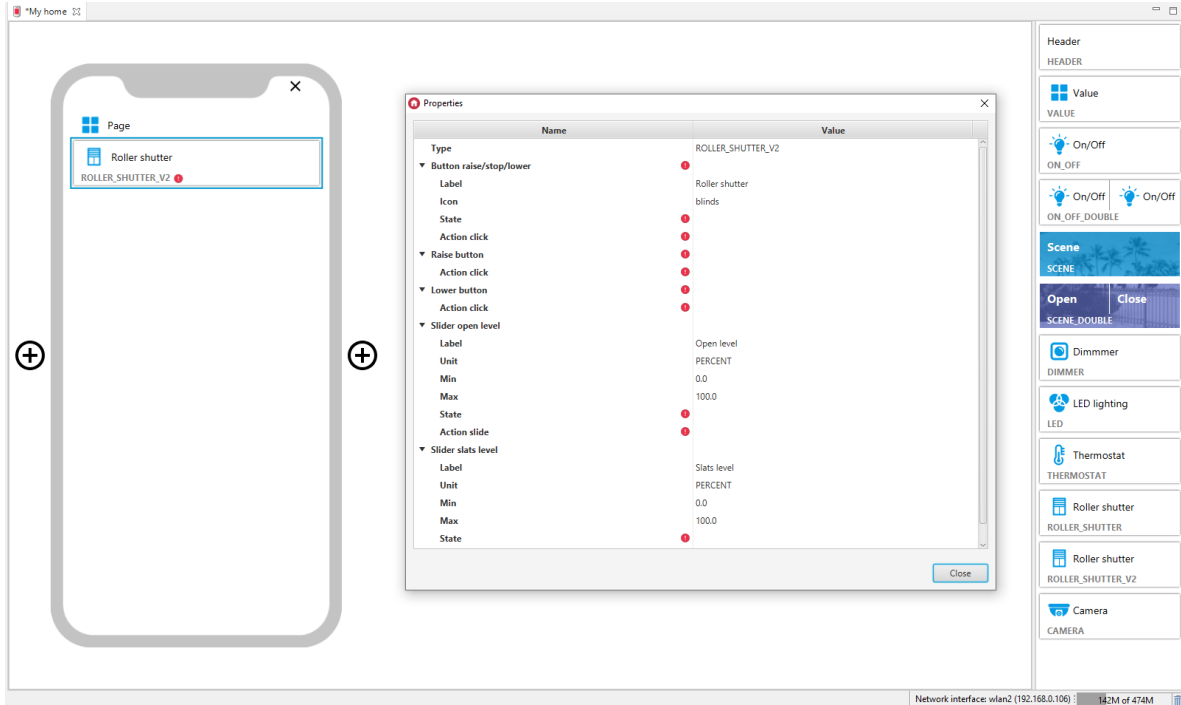 *My home
Page
Roller shutter
ROLLER_SHUTTER_V2
Properties
Name Value
Type ROLLER_SHUTTER_V2
Button raise/stop/lower
Label Roller shutter
Icon blinds
State
Action click
Raise button
Action click
Lower button
Action click
Slider open level
Label Open level
Unit PERCENT
Min 0.0
Max 100.0
State
Action slide
Slider slats level
Label Slats level
Unit PERCENT
Min 0.0
Max 100.0
State
Close
Header
HEADER
Value
VALUE
On/Off
ON_OFF
On/Off On/Off
ON_OFF_DOUBLE
Scene
SCENE
Open Close
SCENE_DOUBLE
Dimmmer
DIMMER
LED lighting
LED
Thermostat
THERMOSTAT
Roller shutter
ROLLER_SHUTTER
Roller shutter
ROLLER_SHUTTER_V2
Camera
CAMERA
Network interface: wlan2 (192.168.0.106) 142M of 474M